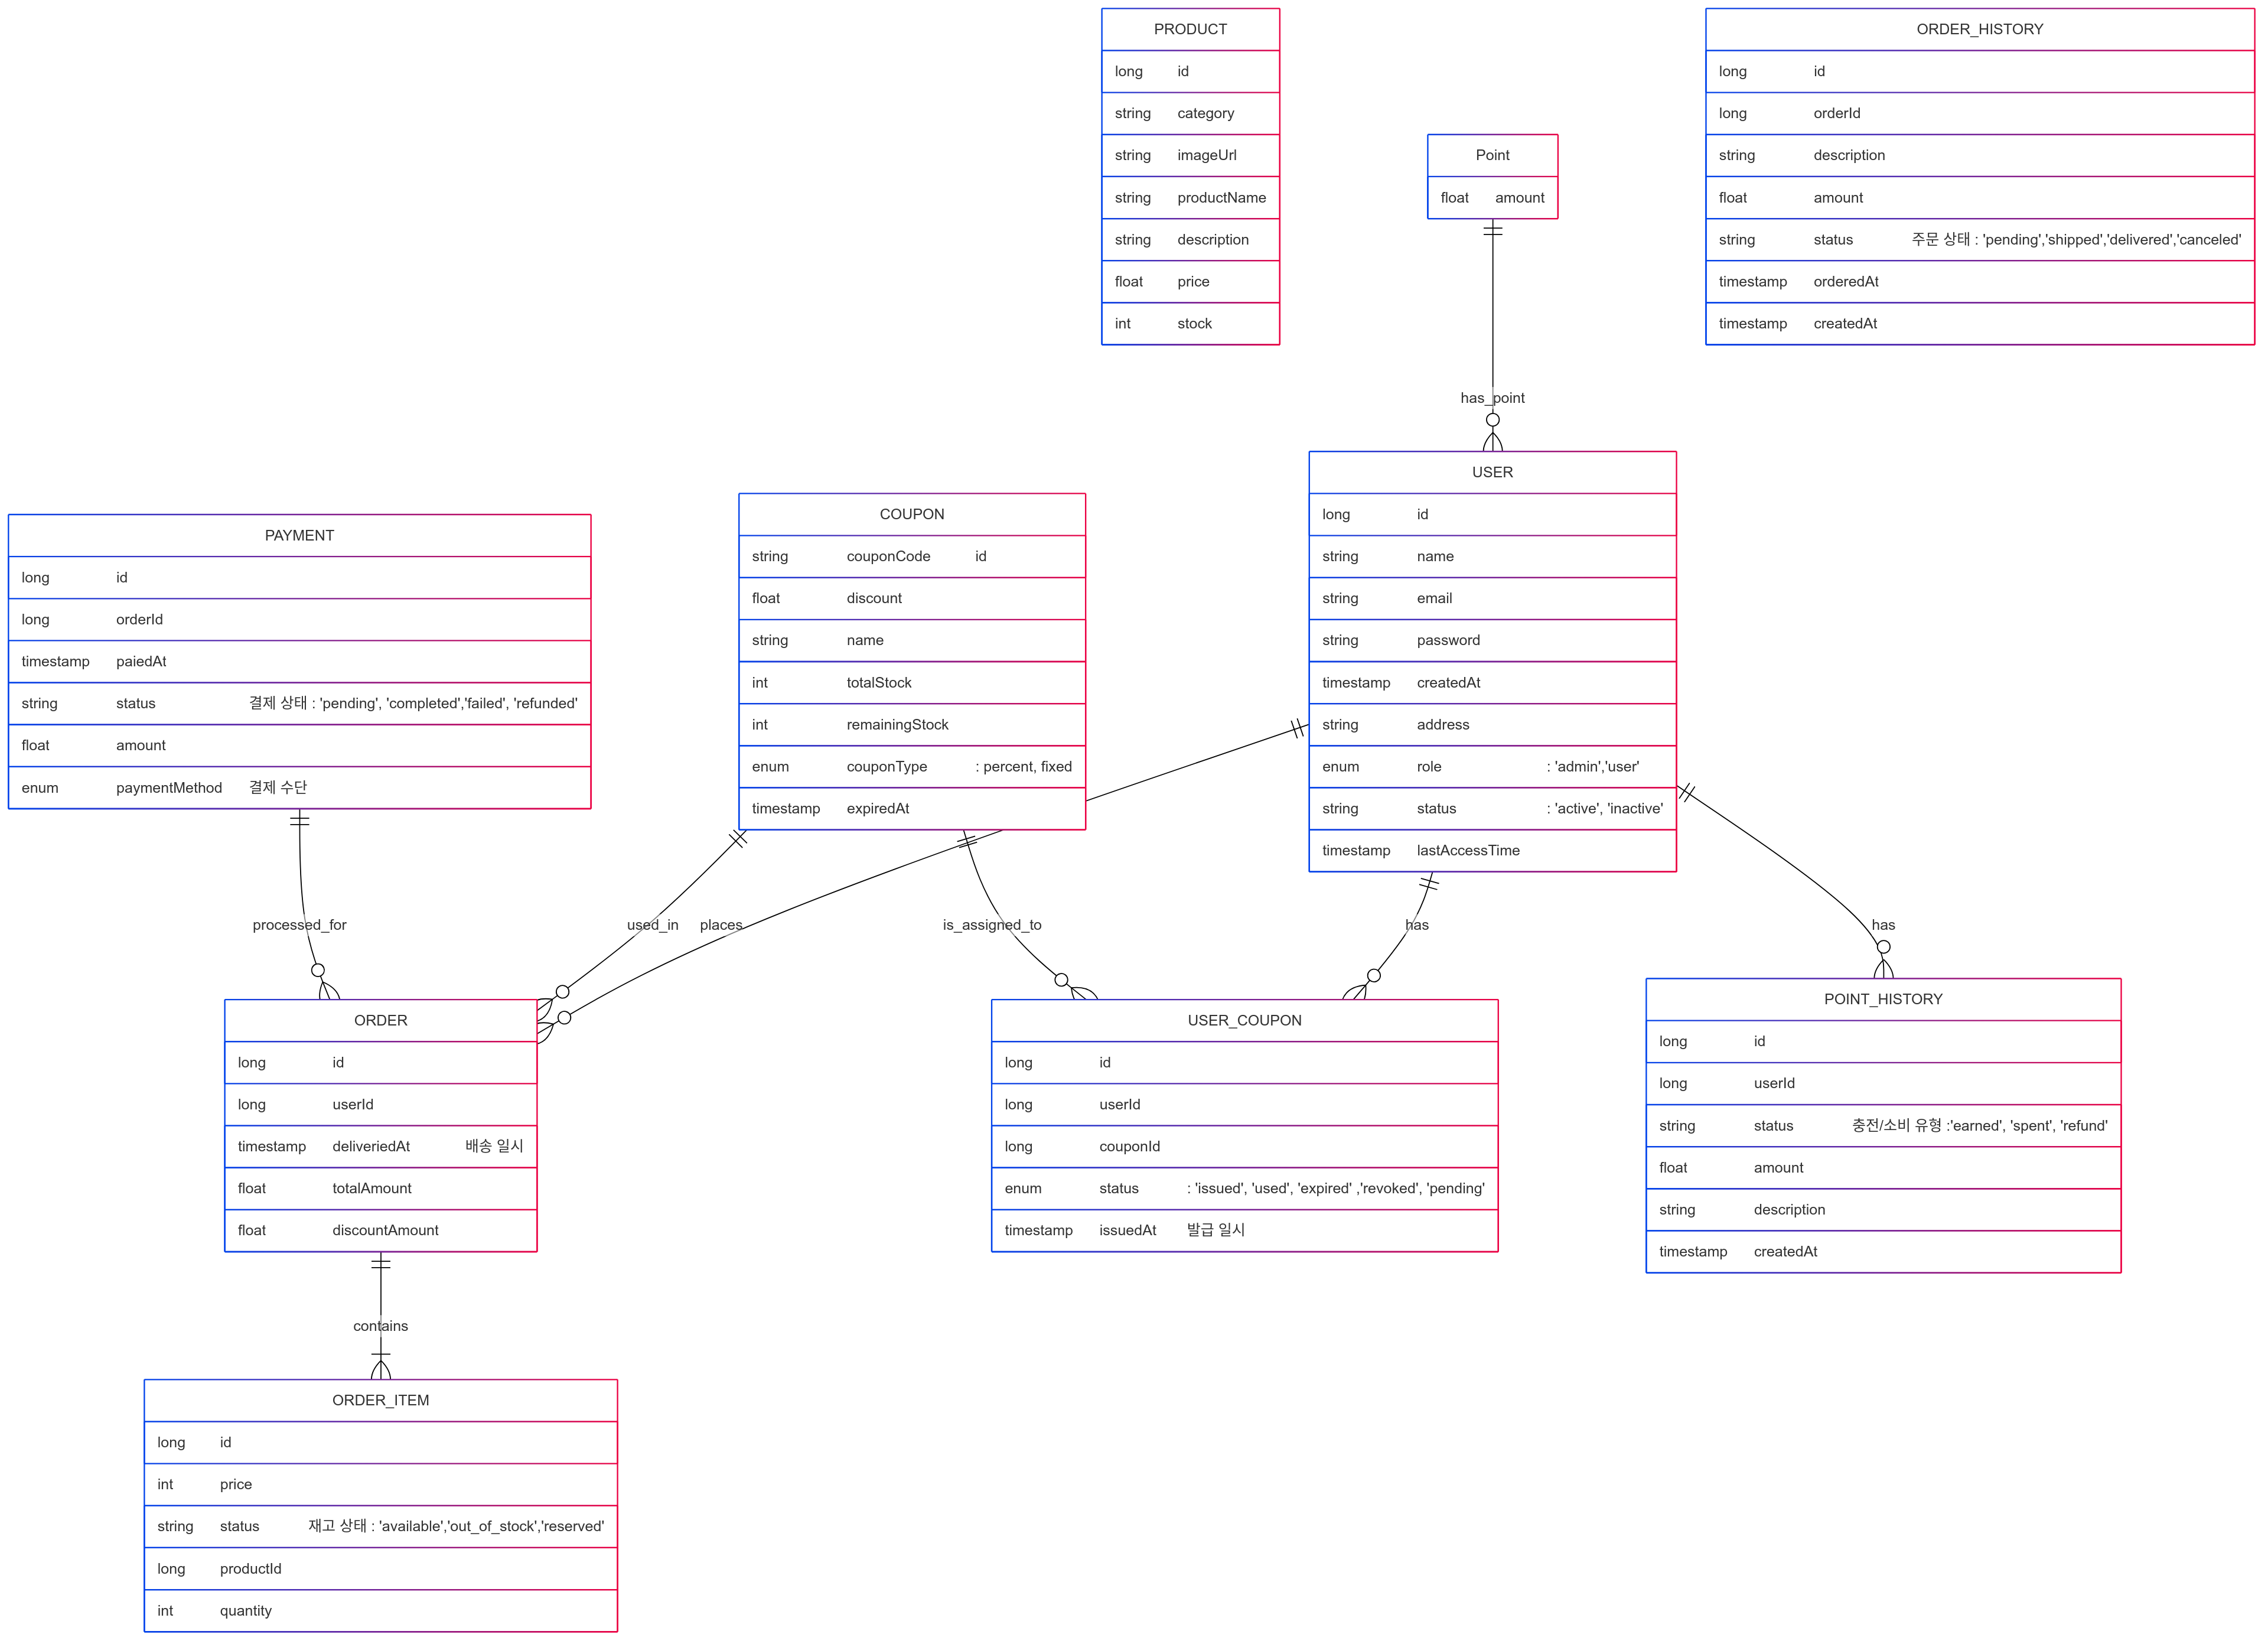 PRODUCT
long id
string category
string imageUrl
string productName
string description
float price
int stock
ORDER_HISTORY
long id
long orderId
string description
float amount
string status 주문 상태 : 'pending','shipped','delivered','canceled'
timestamp orderedAt
timestamp createdAt
Point
float amount
has_point
USER
long id
string name
string email
string password
timestamp createdAt
string address
enum role : 'admin','user'
string status : 'active', 'inactive'
timestamp lastAccessTime
COUPON
string couponCode id
float discount
string name
int totalStock
int remainingStock
enum couponType : percent, fixed
timestamp expiredAt
PAYMENT
long id
long orderId
timestamp paiedAt
string status 결제 상태 : 'pending', 'completed','failed', 'refunded'
float amount
enum paymentMethod 결제 수단
processed_for
used_in
places
is_assigned_to
has
has
ORDER
long id
long userId
timestamp deliveriedAt 배송 일시
float totalAmount
float discountAmount
USER_COUPON
long id
long userId
long couponId
enum status : 'issued', 'used', 'expired' ,'revoked', 'pending'
timestamp issuedAt 발급 일시
POINT_HISTORY
long id
long userId
string status 충전/소비 유형 :'earned', 'spent', 'refund'
float amount
string description
timestamp createdAt
contains
ORDER_ITEM
long id
int price
string status 재고 상태 : 'available','out_of_stock','reserved'
long productId
int quantity